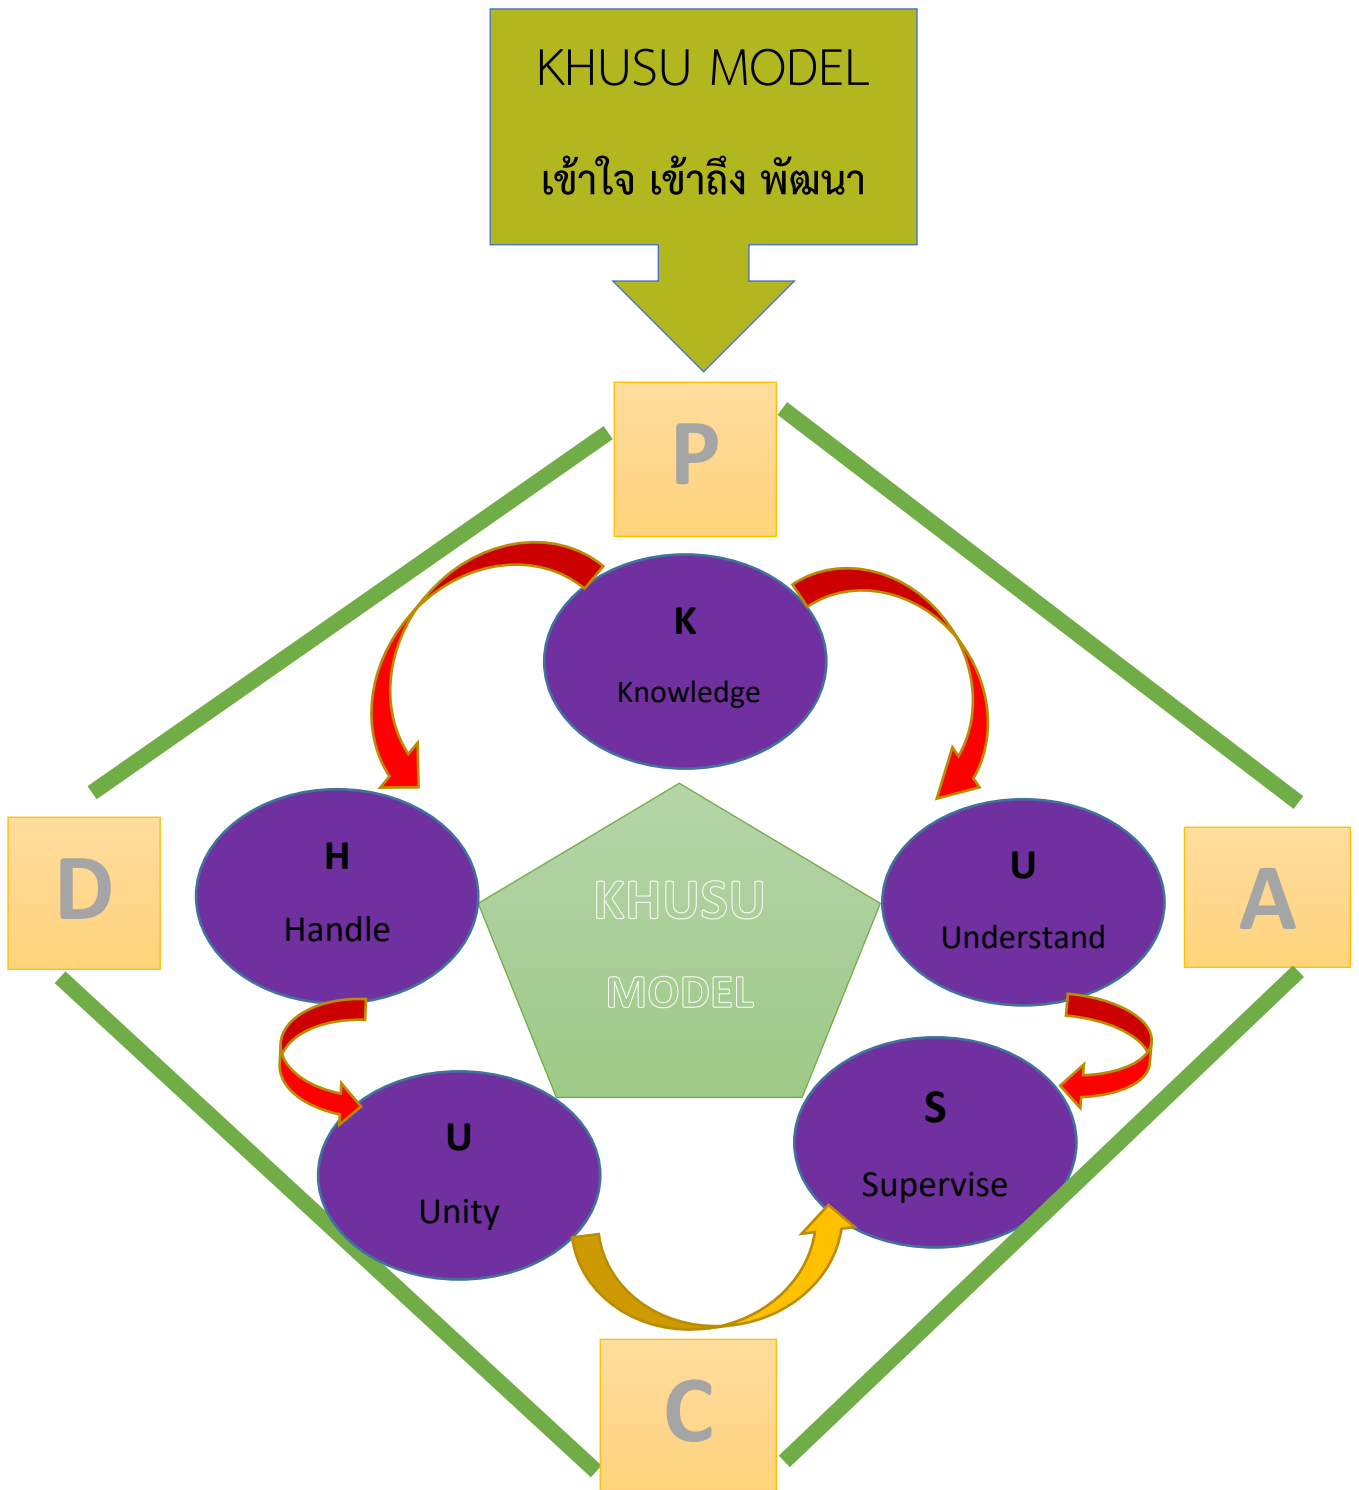 KHUSU MODEL
เข้าใจ เข้าถึง พัฒนา
P
K
Knowledge
H
Handle
U
Understand
D
A
KHUSU
MODEL
U
Unity
S
Supervise
C